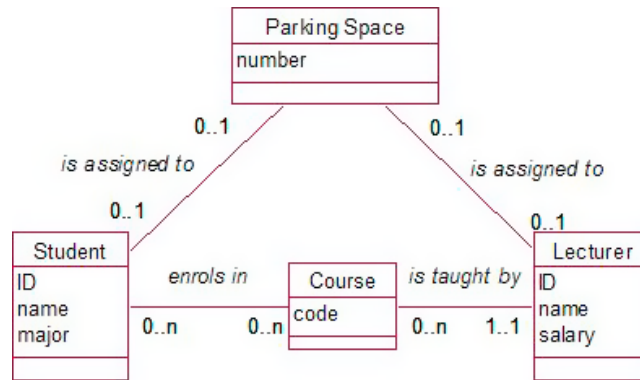 Parking Space
number
0..1
0..1
is assigned to
is assigned to
0..1
0..1
Student
ID
name
major
enrols in
0..n
0..n
Course
code
is taught by
0..n
1..1
Lecturer
ID
name
salary